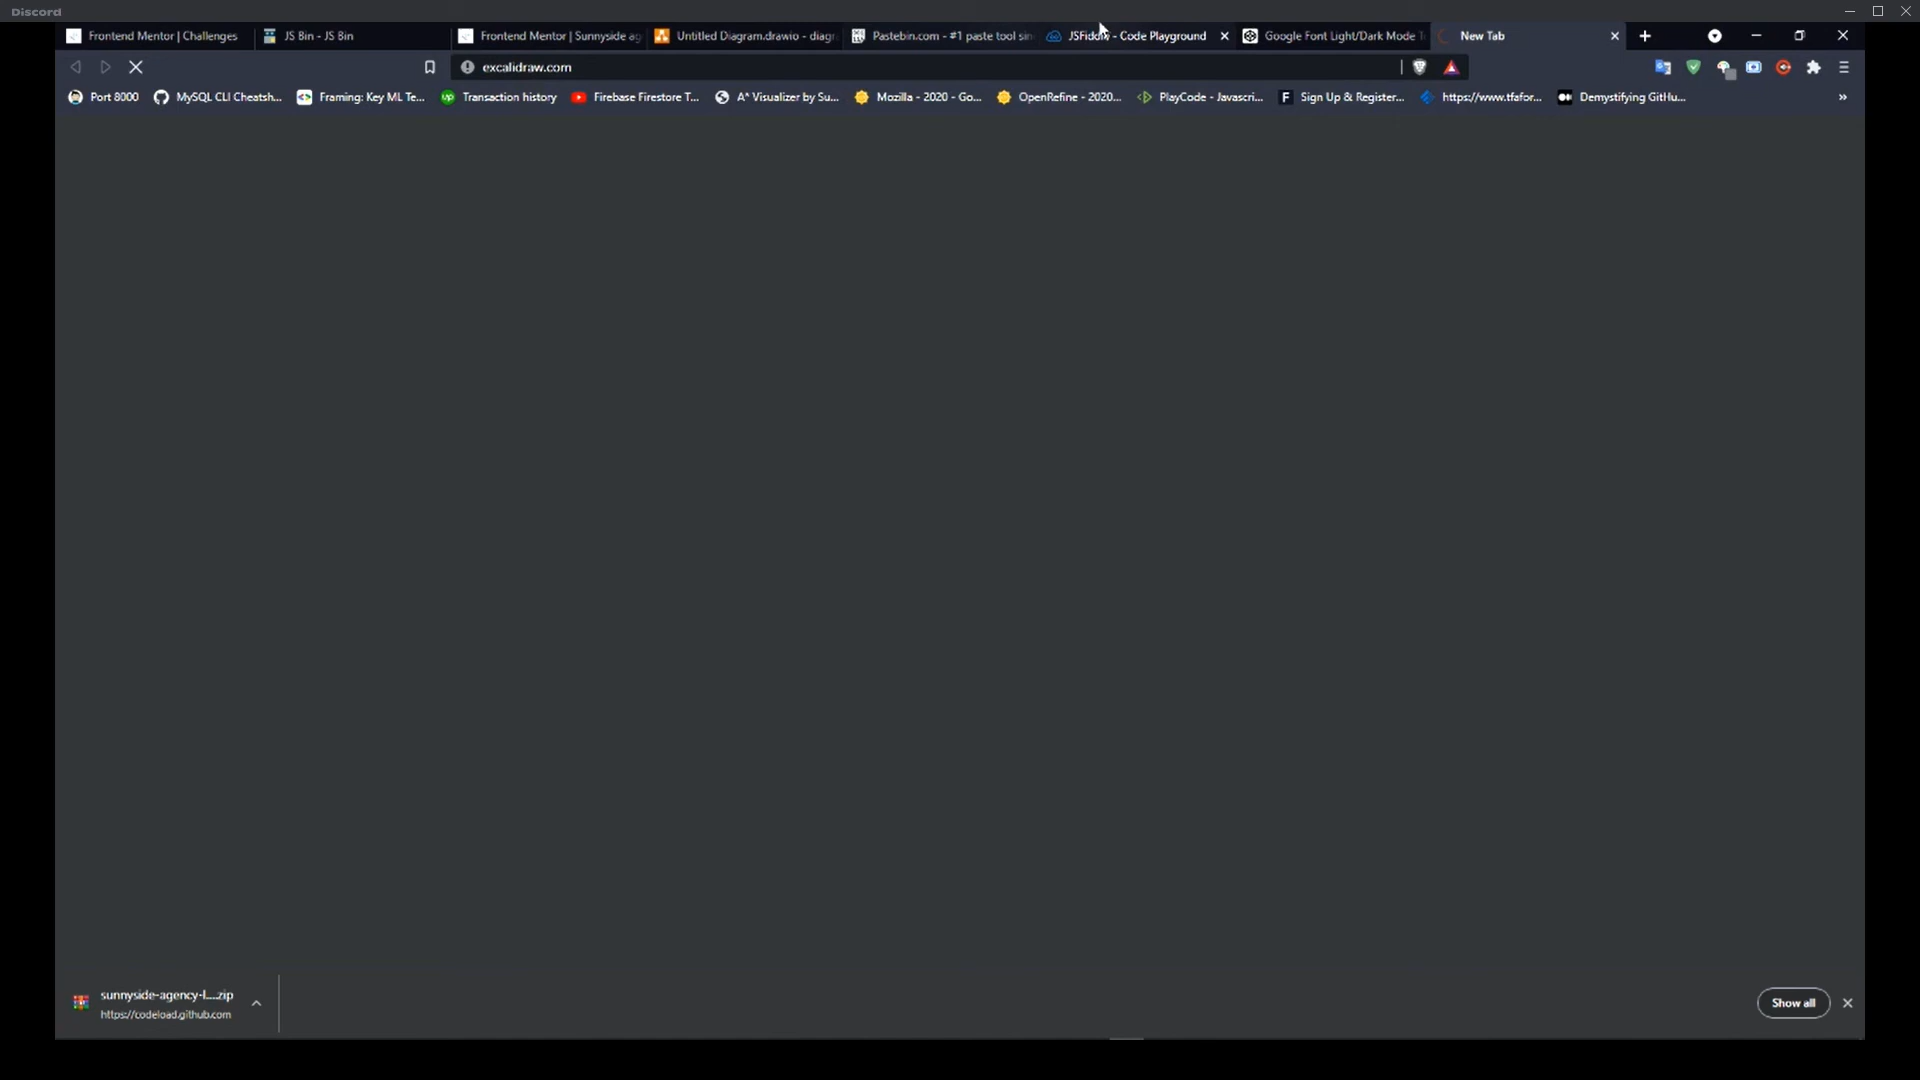 Discord
Frontend Mentor | Challenges
JS Bin - JS Bin
Frontend Mentor | Sunnyside ag
Untitled Diagram.drawio - diagr
Pastebin.com - #1 paste tool sin
JSFiddle - Code Playground
Google Font Light/Dark Mode T
New Tab
excalidraw.com
Port 8000
MySQL CLI Cheatsh...
Framing: Key ML Te...
Transaction history
Firebase Firestore T...
A* Visualizer by Su...
Mozilla - 2020 - Go...
OpenRefine - 2020...
PlayCode - Javascri...
Sign Up & Register...
https://www.tfafor...
Demystifying GitHu...
sunnyside-agency-l....zip
https://codeload.github.com
Show all